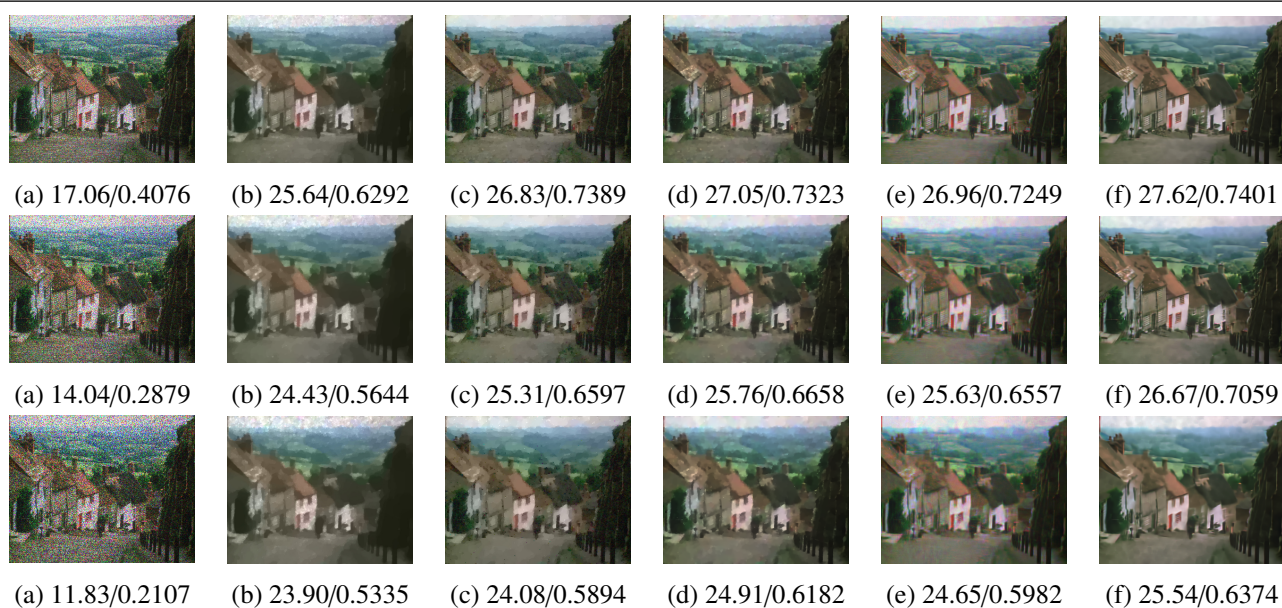 (a) 17.06/0.4076 (b) 25.64/0.6292 (c) 26.83/0.7389 (d) 27.05/0.7323 (e) 26.96/0.7249 (f) 27.62/0.7401
(a) 14.04/0.2879 (b) 24.43/0.5644 (c) 25.31/0.6597 (d) 25.76/0.6658 (e) 25.63/0.6557 (f) 26.67/0.7059
(a) 11.83/0.2107 (b) 23.90/0.5335 (c) 24.08/0.5894 (d) 24.91/0.6182 (e) 24.65/0.5982 (f) 25.54/0.6374